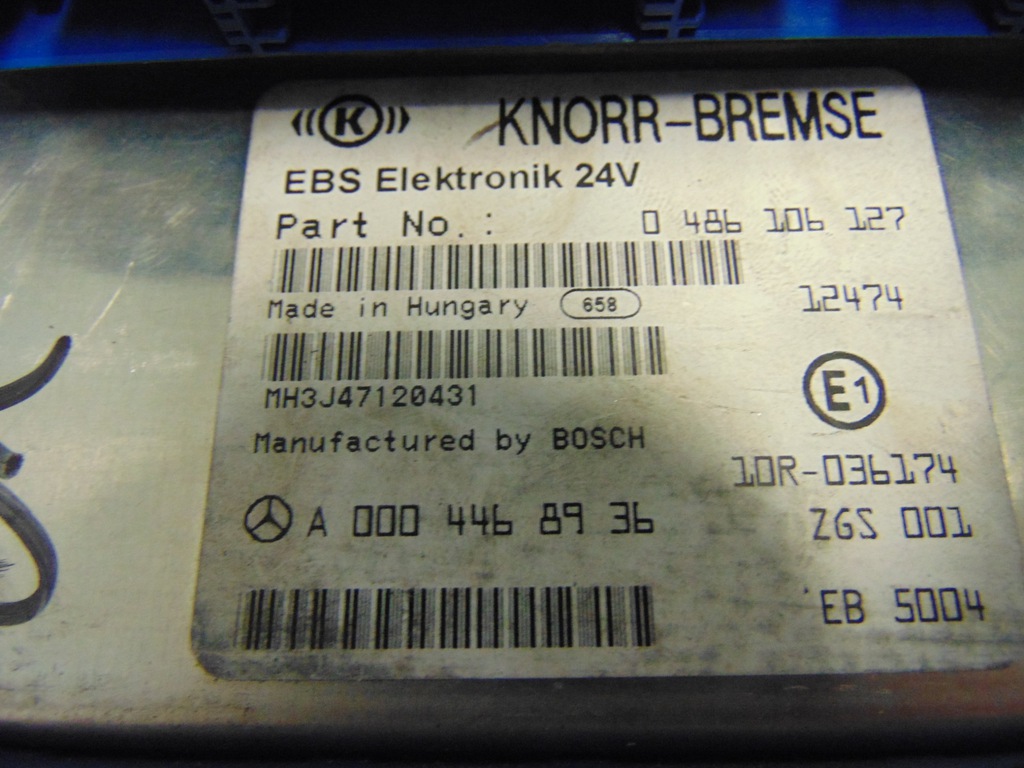 K KNORR-BREMSE
EBS Elektronik 24V
Part No.: 0 486 106 127
12474
Made in Hungary 658
MH3J47120431
E1
Manufactured by BOSCH
10R-036174
A 000 446 89 36 ZGS 001
EB 5004